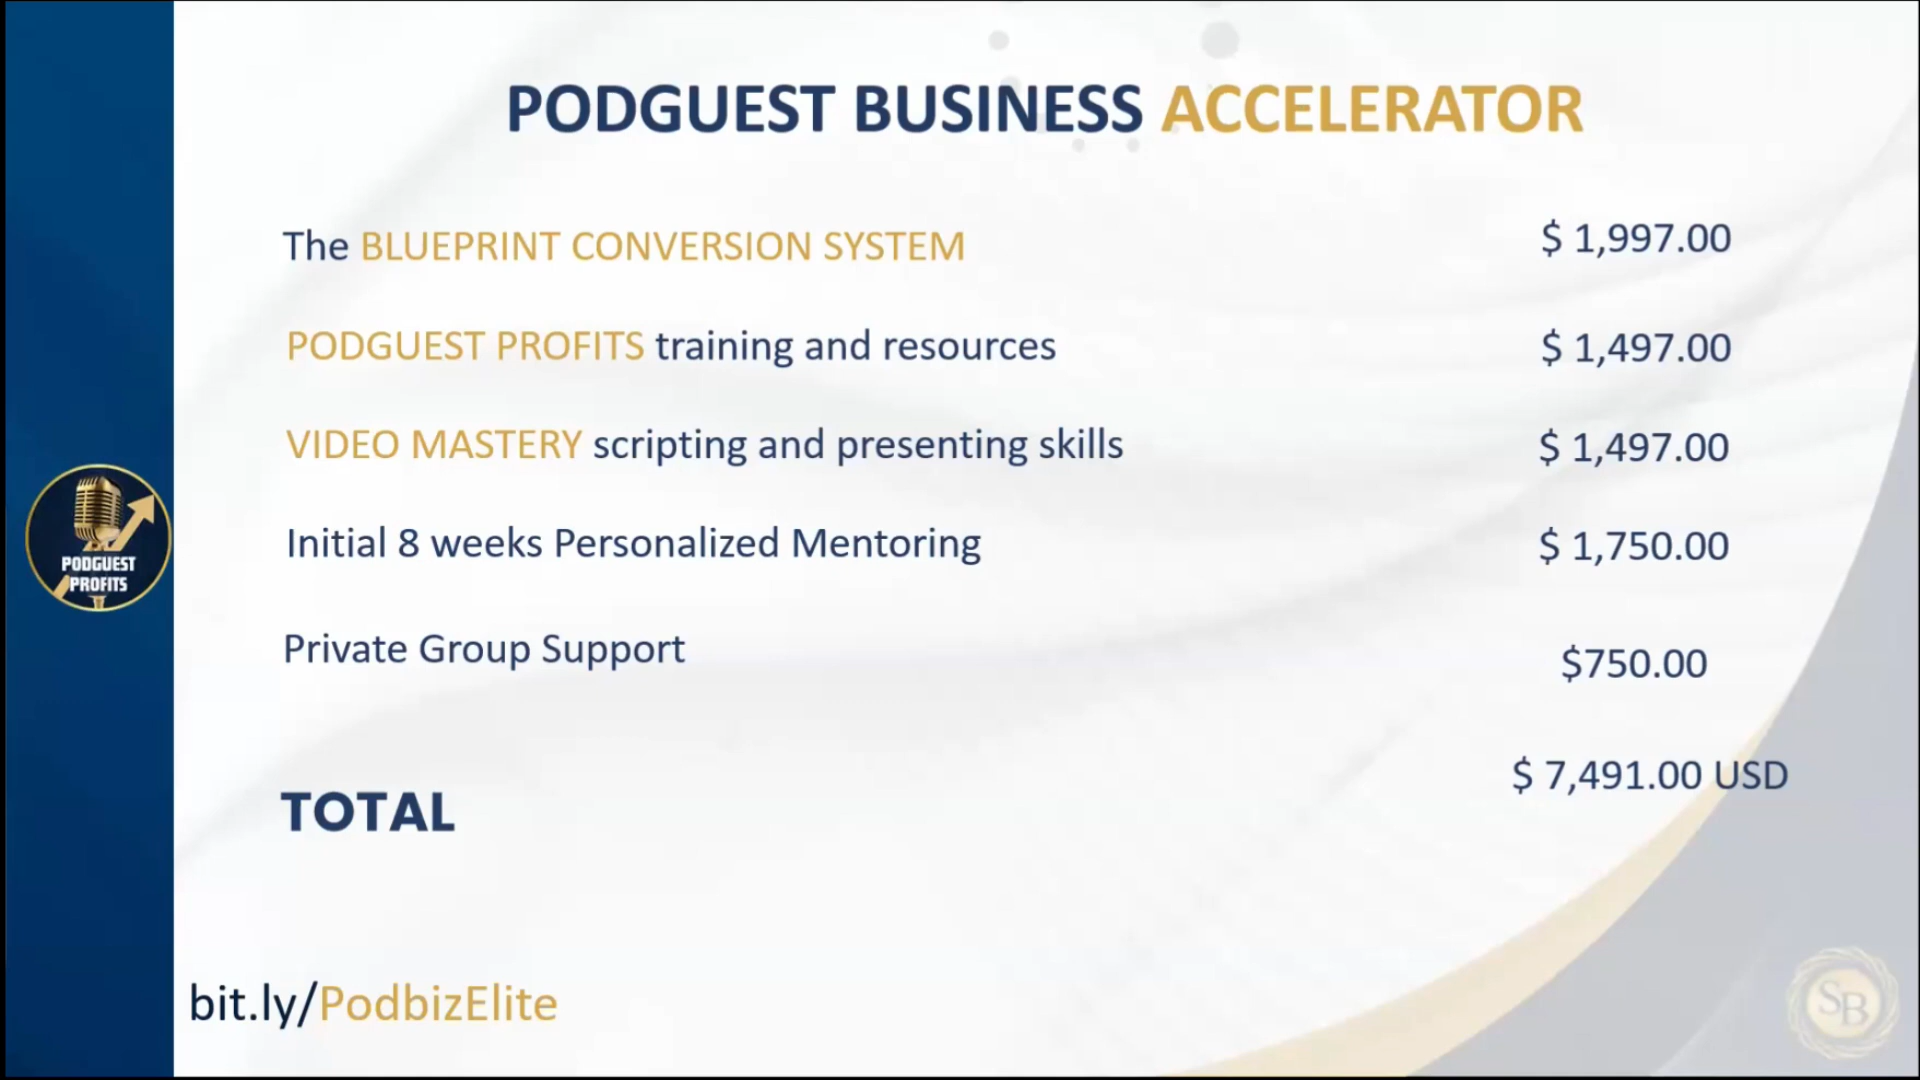 PODGUEST BUSINESS ACCELERATOR
The BLUEPRINT CONVERSION SYSTEM $ 1,997.00
PODGUEST PROFITS training and resources $ 1,497.00
VIDEO MASTERY scripting and presenting skills $ 1,497.00
Initial 8 weeks Personalized Mentoring $ 1,750.00
PODGUEST
PROFITS
Private Group Support $750.00
TOTAL $ 7,491.00 USD
bit.ly/PodbizElite
SB